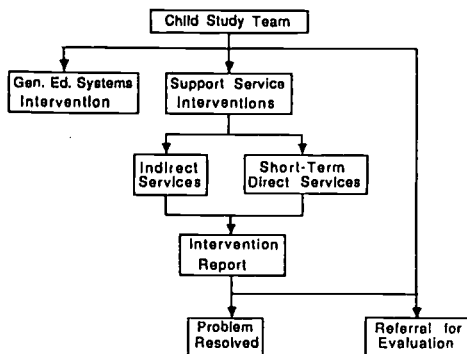 Child Study Team
Gen. Ed. Systems
Intervention
Support Service
Interventions
Indirect
Services
Short-Term
Direct Services
Intervention
Report
Problem
Resolved
Referral for
Evaluation